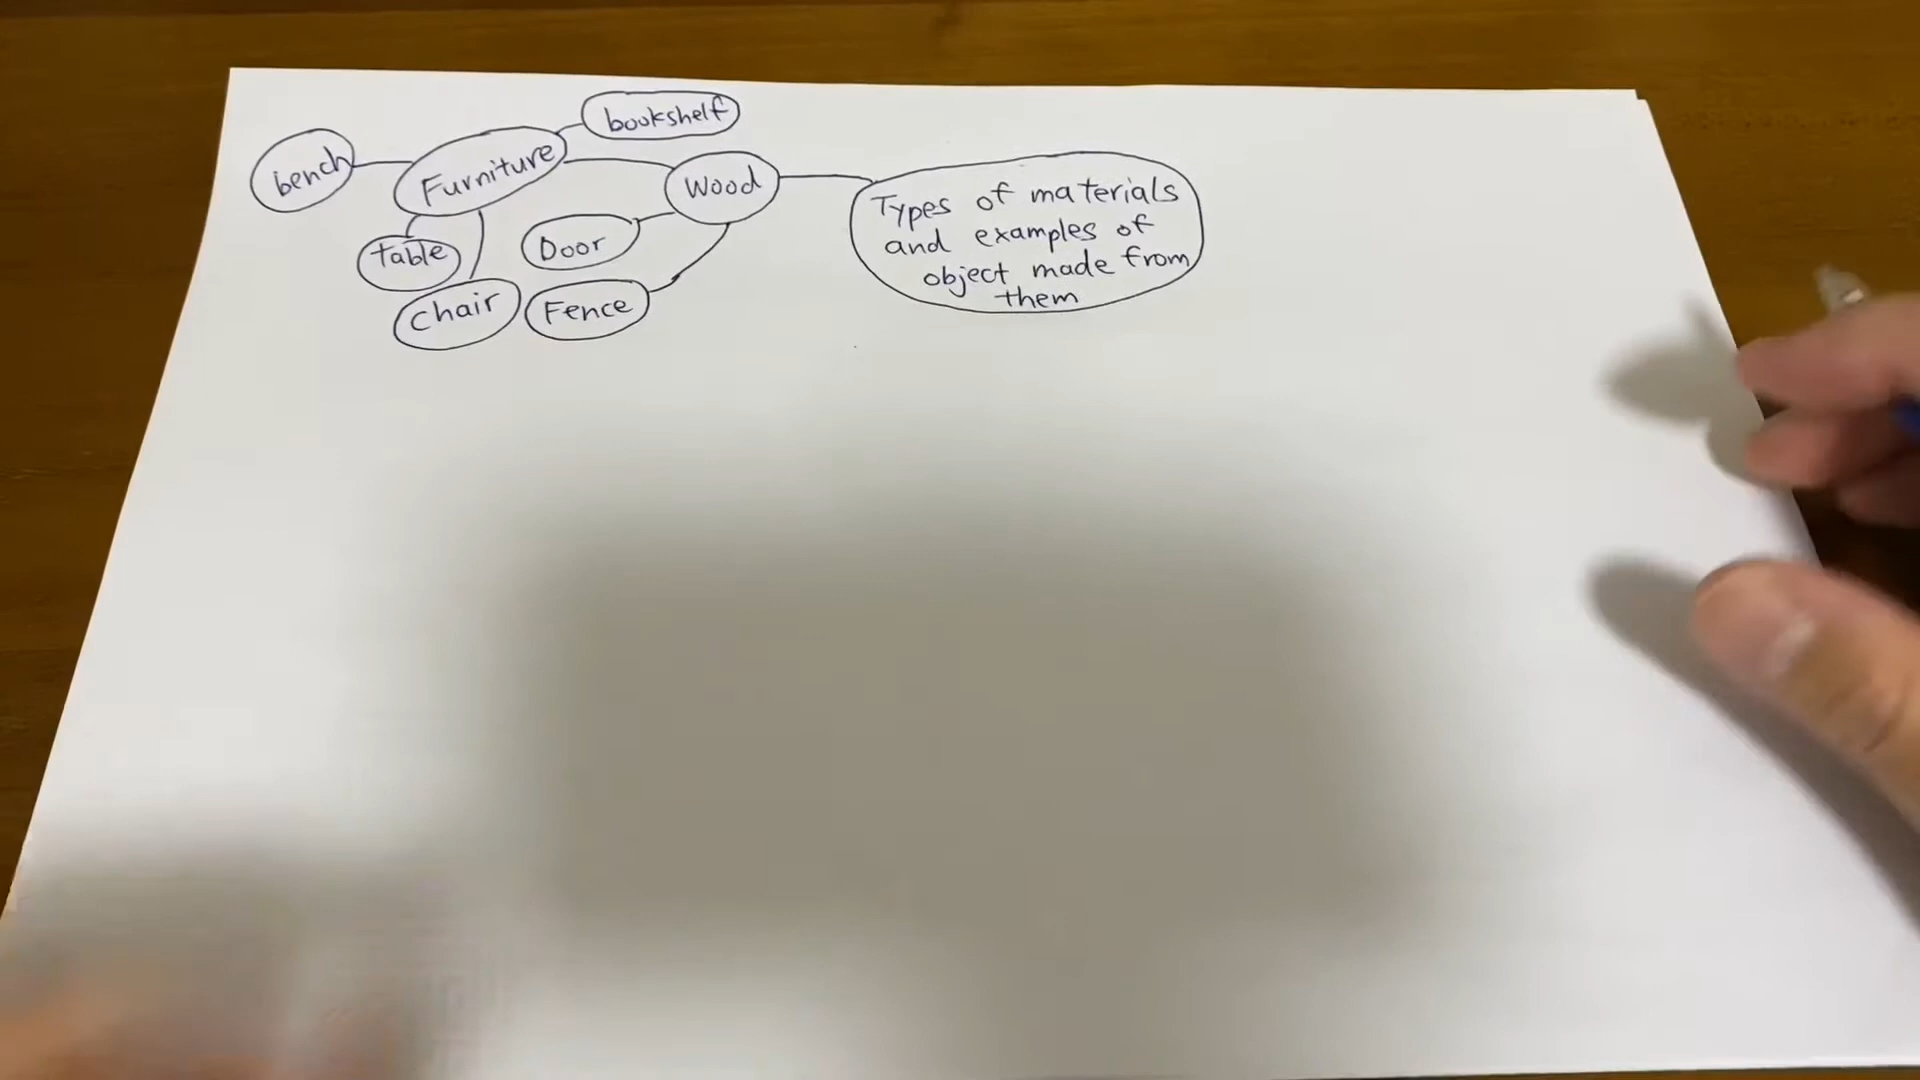 bookshelf
bench
Furniture
Wood
Types of materials
and examples of
object made from
them
table
Door
chair
Fence